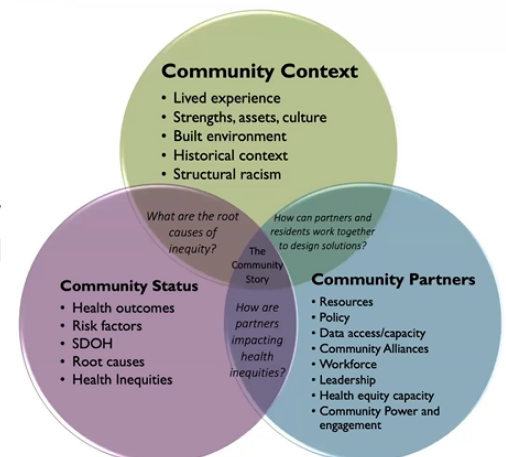 Community Context
• Lived experience
• Strengths, assets, culture
• Built environment
• Historical context
• Structural racism
What are the root
causes of
inequity?
How can partners and
residents work together
to design solutions?
The
Community
Story
Community Status
• Health outcomes
• Risk factors
• SDOH
• Root causes
• Health Inequities
How are
partners
impacting
health
inequities?
Community Partners
• Resources
• Policy
• Data access/capacity
• Community Alliances
• Workforce
• Leadership
• Health equity capacity
• Community Power and
engagement